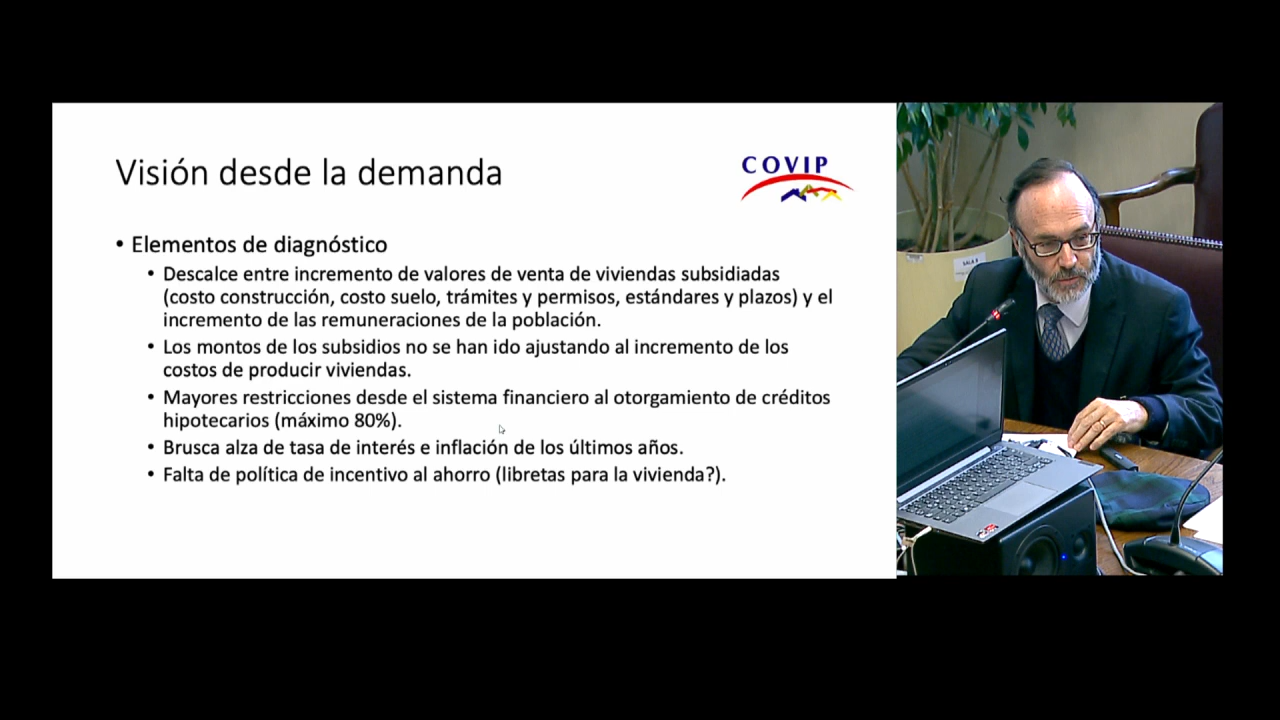 Visión desde la demanda
COVIP
• Elementos de diagnóstico
• Descalce entre incremento de valores de venta de viviendas subsidiadas
(costo construcción, costo suelo, trámites y permisos, estándares y plazos) y el
incremento de las remuneraciones de la población.
• Los montos de los subsidios no se han ido ajustando al incremento de los
costos de producir viviendas.
• Mayores restricciones desde el sistema financiero al otorgamiento de créditos
hipotecarios (máximo 80%).
• Brusca alza de tasa de interés e inflación de los últimos años.
• Falta de política de incentivo al ahorro (libretas para la vivienda?).